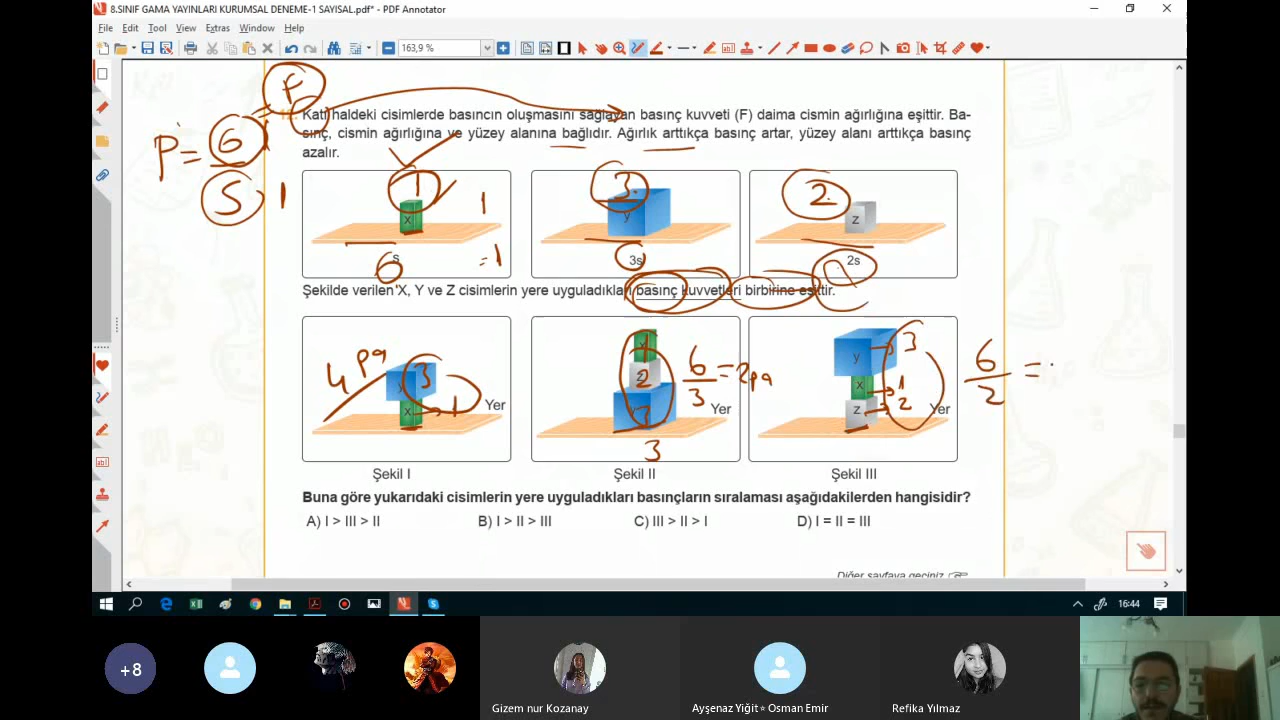 8.SINIF GAMA YAYINLARI KURUMSAL DENEME-1 SAYISAL.pdf* - PDF Annotator
File Edit Tool View Extras Window Help
163,9 %
F
P = 6
S 1
Katı haldeki cisimlerde basıncın oluşmasını sağlayan basınç kuvveti (F) daima cismin ağırlığına eşittir. Ba-
sınç, cismin ağırlığına ve yüzey alanına bağlıdır. Ağırlık arttıkça basınç artar, yüzey alanı arttıkça basınç
azalır.
1 3 2
x 1 y z
s 6 =1 3s 2s
Şekilde verilen X, Y ve Z cisimlerin yere uyguladıkları basınç kuvvetleri birbirine eşittir.
4 pa 3 x 1 Yer
1 2 6/3 = 2pa Yer
3
y 3 x 1 z 2 Yer 6/2 =
Şekil I Şekil II Şekil III
Buna göre yukarıdaki cisimlerin yere uyguladıkları basınçların sıralaması aşağıdakilerden hangisidir?
A) I > III > II B) I > II > III C) III > II > I D) I = II = III
Diğer sayfaya geçiniz
16:44
+8
Gizem nur Kozanay Ayşenaz Yiğit⭐ Osman Emir Refika Yılmaz